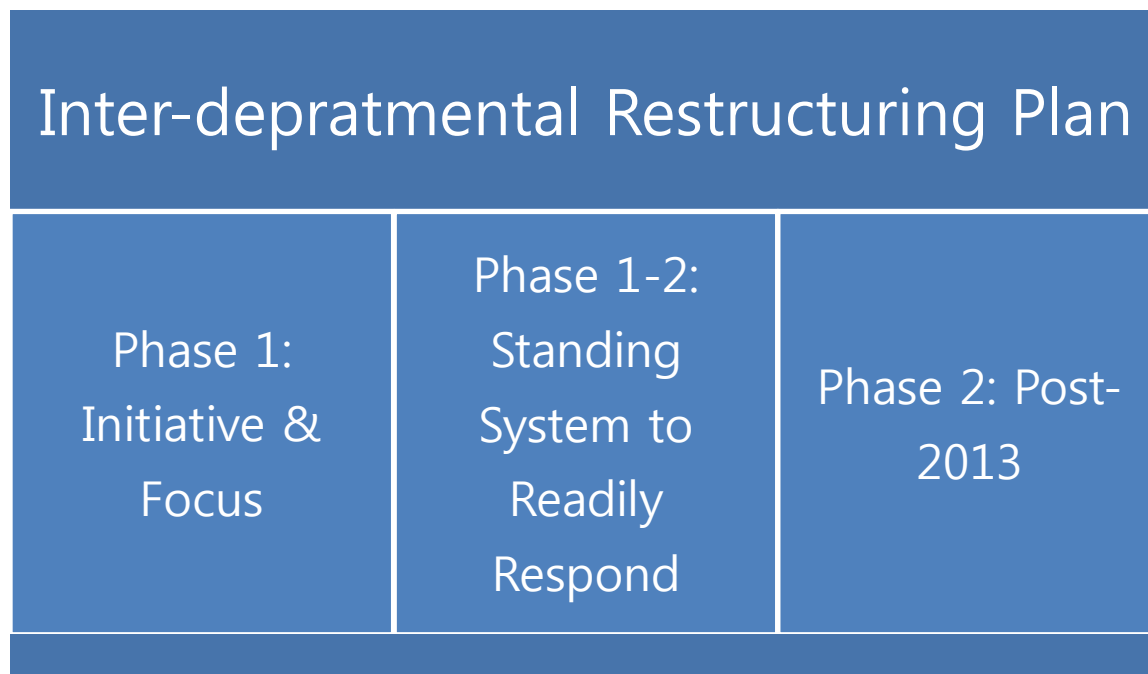 Inter-depratmental Restructuring Plan
Phase 1:
Initiative &
Focus
Phase 1-2:
Standing
System to
Readily
Respond
Phase 2: Post-
2013